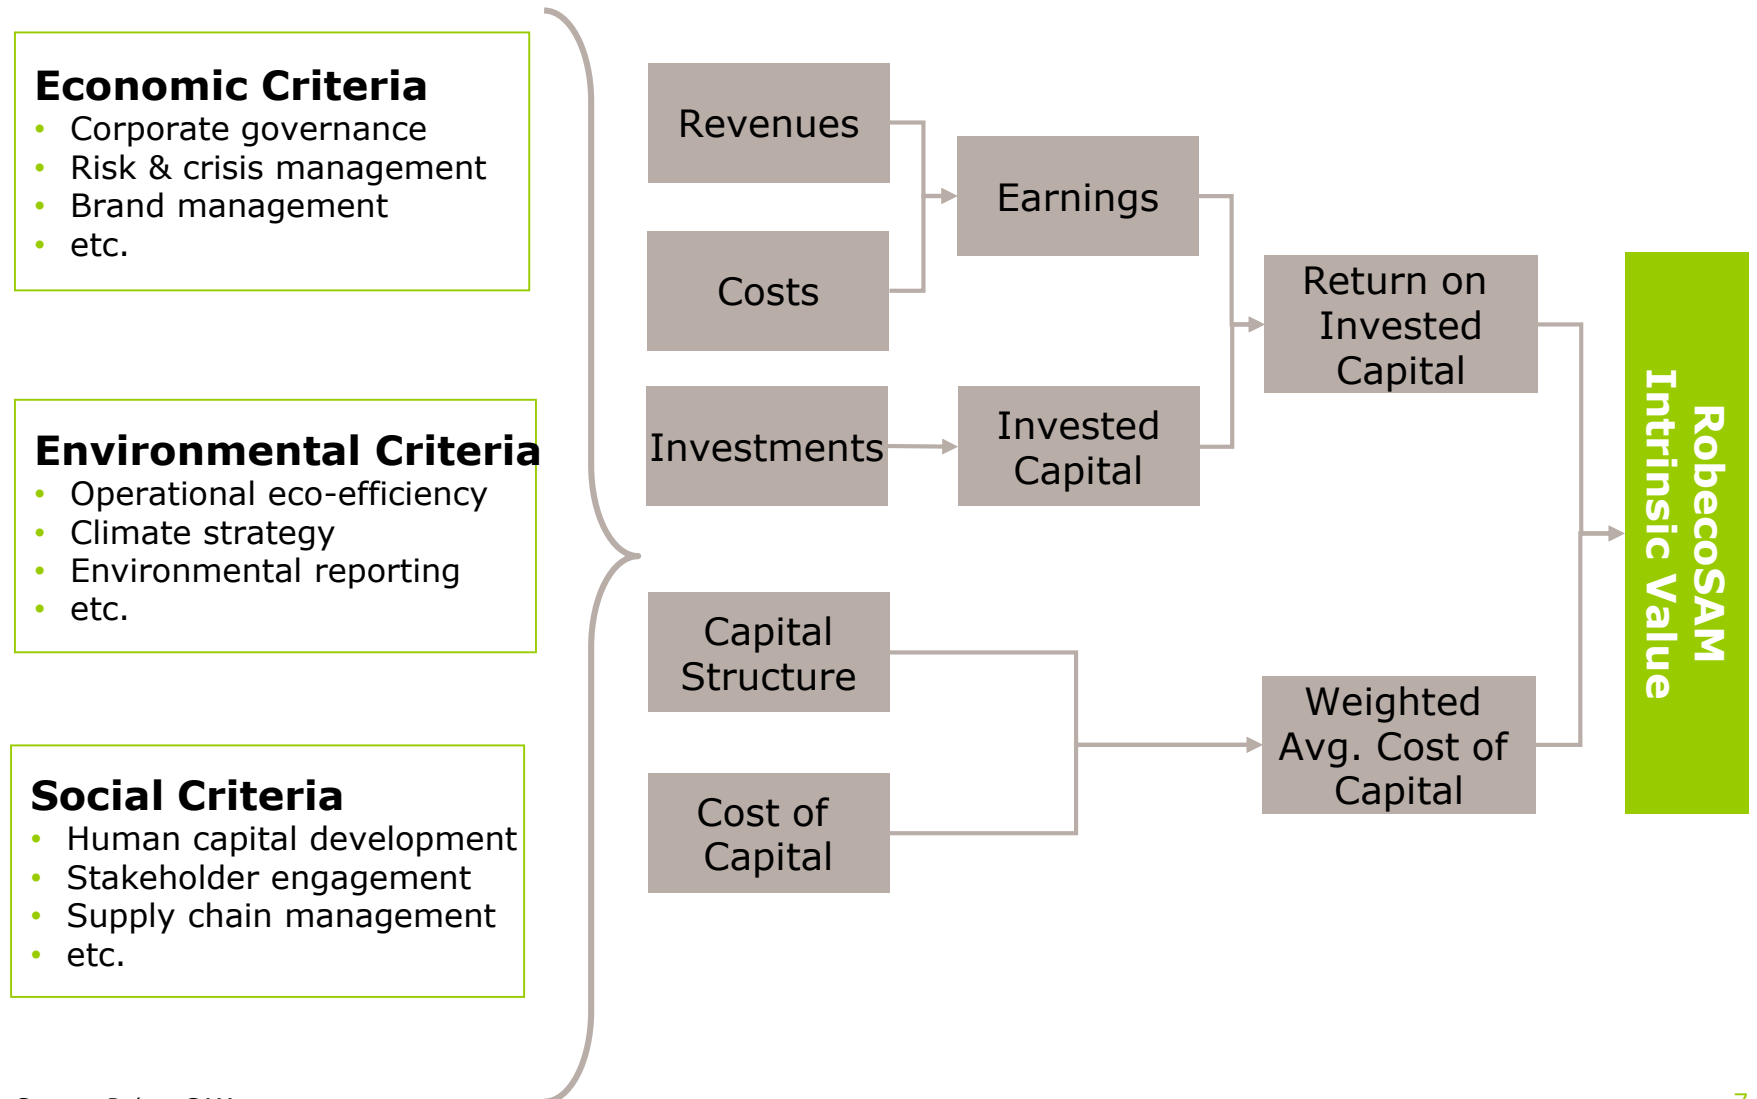 Economic Criteria
• Corporate governance
• Risk & crisis management
• Brand management
• etc.
Environmental Criteria
• Operational eco-efficiency
• Climate strategy
• Environmental reporting
• etc.
Social Criteria
• Human capital development
• Stakeholder engagement
• Supply chain management
• etc.
Revenues
Costs
Investments
Capital
Structure
Cost of
Capital
Earnings
Invested
Capital
Return on
Invested
Capital
Weighted
Avg. Cost of
Capital
RobecoSAM
Intrinsic Value